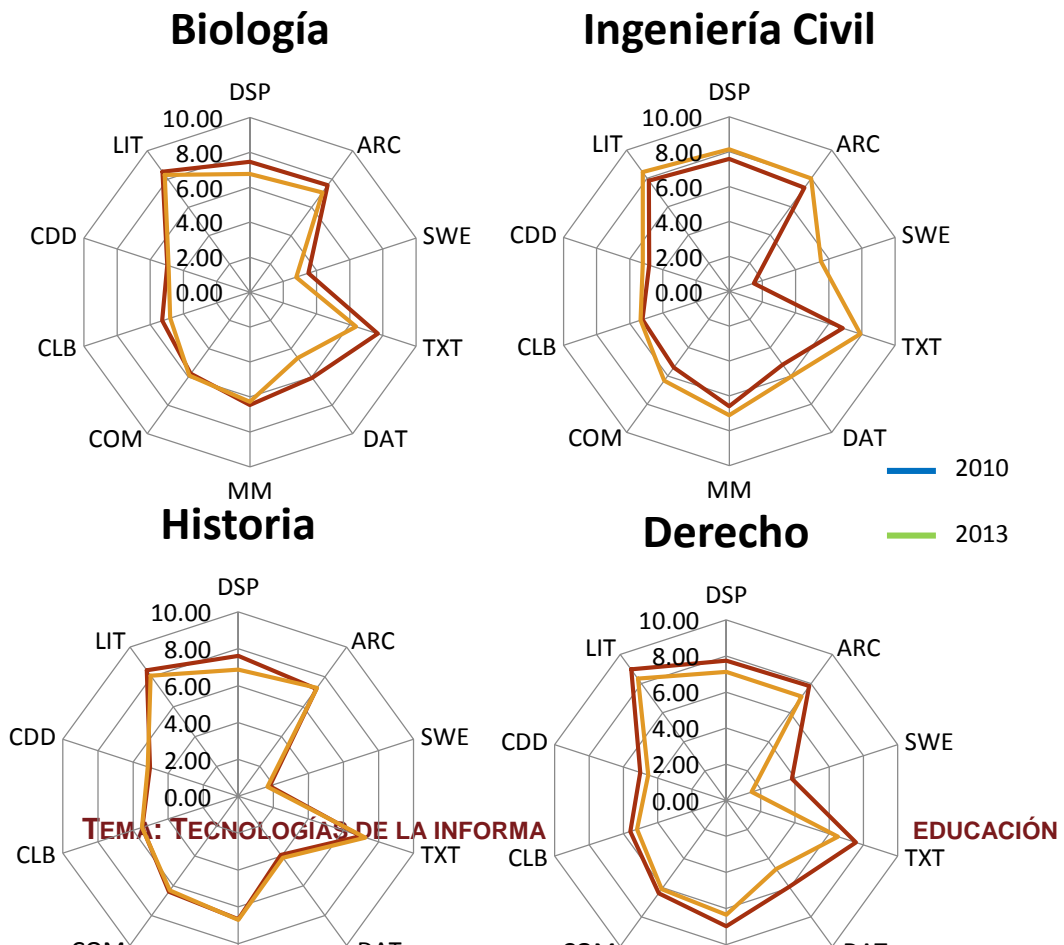 Biología
DSP
10.00
8.00
6.00
4.00
2.00
0.00
ARC
SWE
TXT
DAT
MM
COM
CLB
CDD
LIT
Ingeniería Civil
DSP
10.00
8.00
6.00
4.00
2.00
0.00
ARC
SWE
TXT
DAT
MM
COM
CLB
CDD
LIT
2010
2013
Historia
DSP
10.00
8.00
6.00
4.00
2.00
0.00
ARC
SWE
TXT
DAT
COM
CLB
CDD
LIT
Derecho
DSP
10.00
8.00
6.00
4.00
2.00
0.00
ARC
SWE
TXT
DAT
COM
CLB
CDD
LIT
TEMA: TECNOLOGÍAS DE LA INFORMA EDUCACIÓN